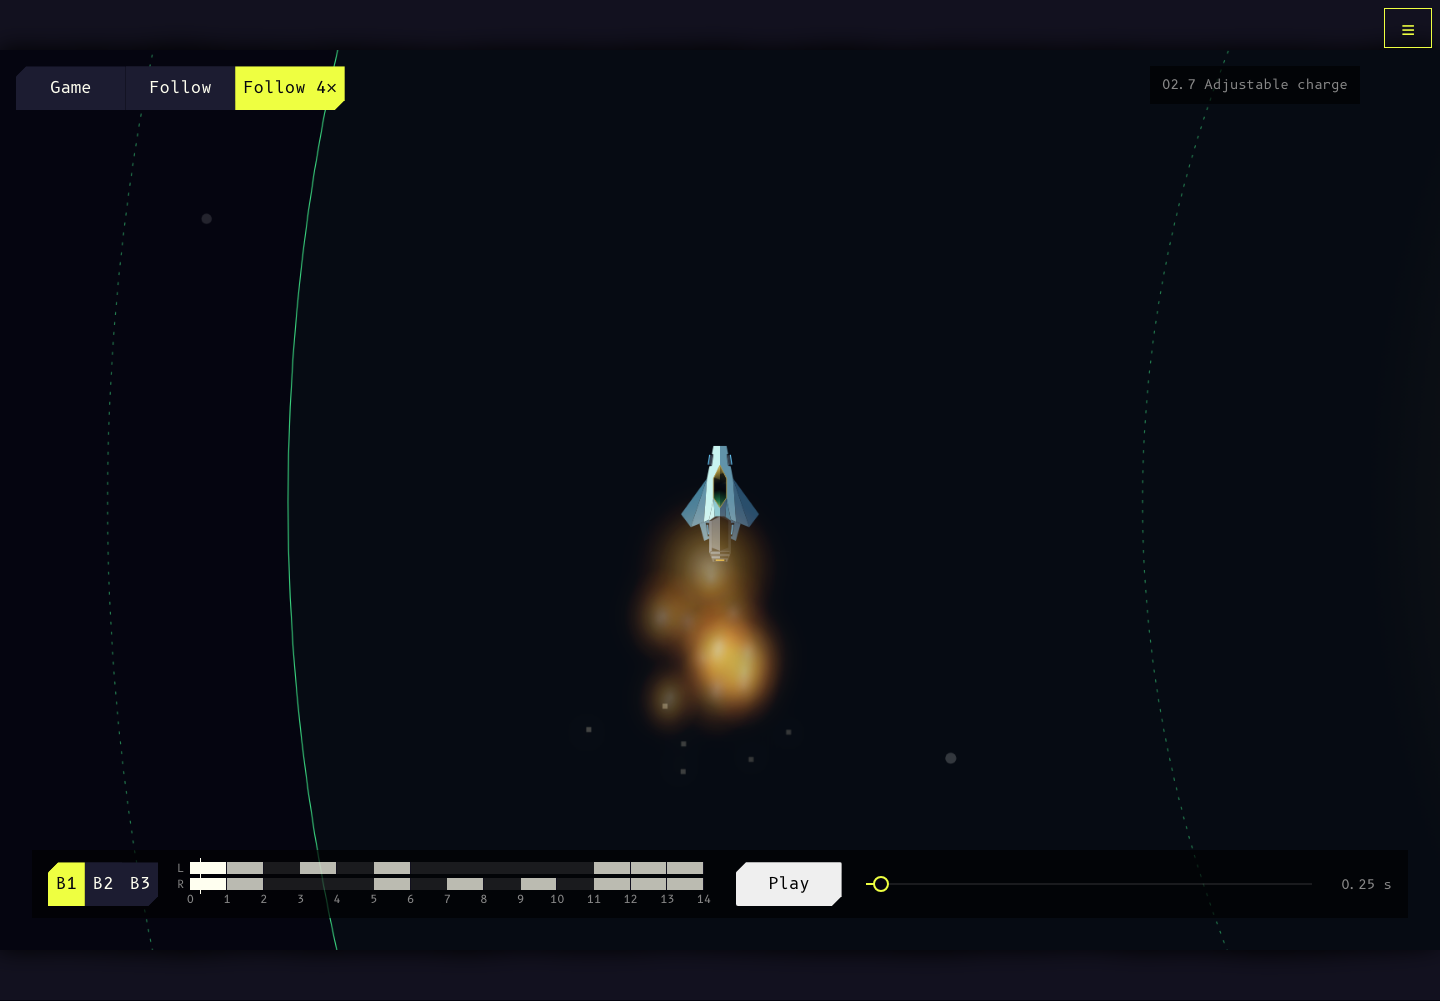 ≡
Game Follow Follow 4×
02.7 Adjustable charge
B1 B2 B3
L
R
0 1 2 3 4 5 6 7 8 9 10 11 12 13 14
Play
0.25 s